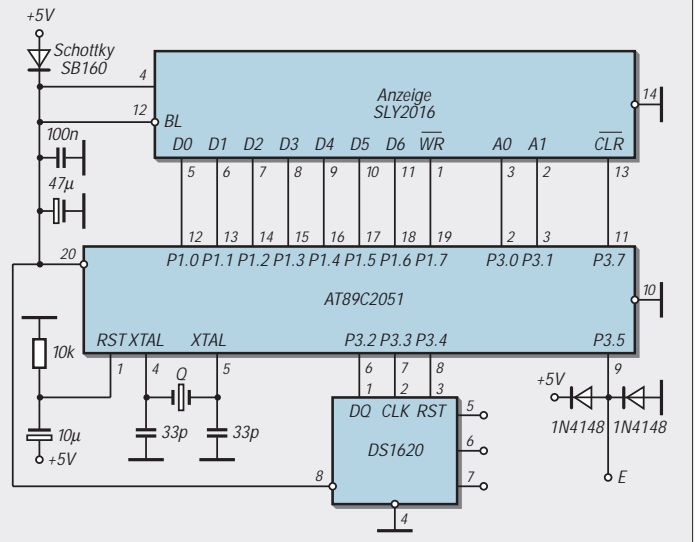 +5V
Schottky
SB160
4
12
BL
Anzeige
SLY2016
14
D0 D1 D2 D3 D4 D5 D6 WR A0 A1 CLR
5 6 7 8 9 10 11 1 3 2 13
100n
47µ
20
12 13 14 15 16 17 18 19 2 3 11
P1.0 P1.1 P1.2 P1.3 P1.4 P1.5 P1.6 P1.7 P3.0 P3.1 P3.7
AT89C2051
10
RST XTAL XTAL P3.2 P3.3 P3.4 P3.5
1 4 5 6 7 8 9
10k
Q
10µ
+5V
33p 33p
1 2 3
DQ CLK RST
DS1620
5
6
7
8
4
+5V
1N4148 1N4148
E